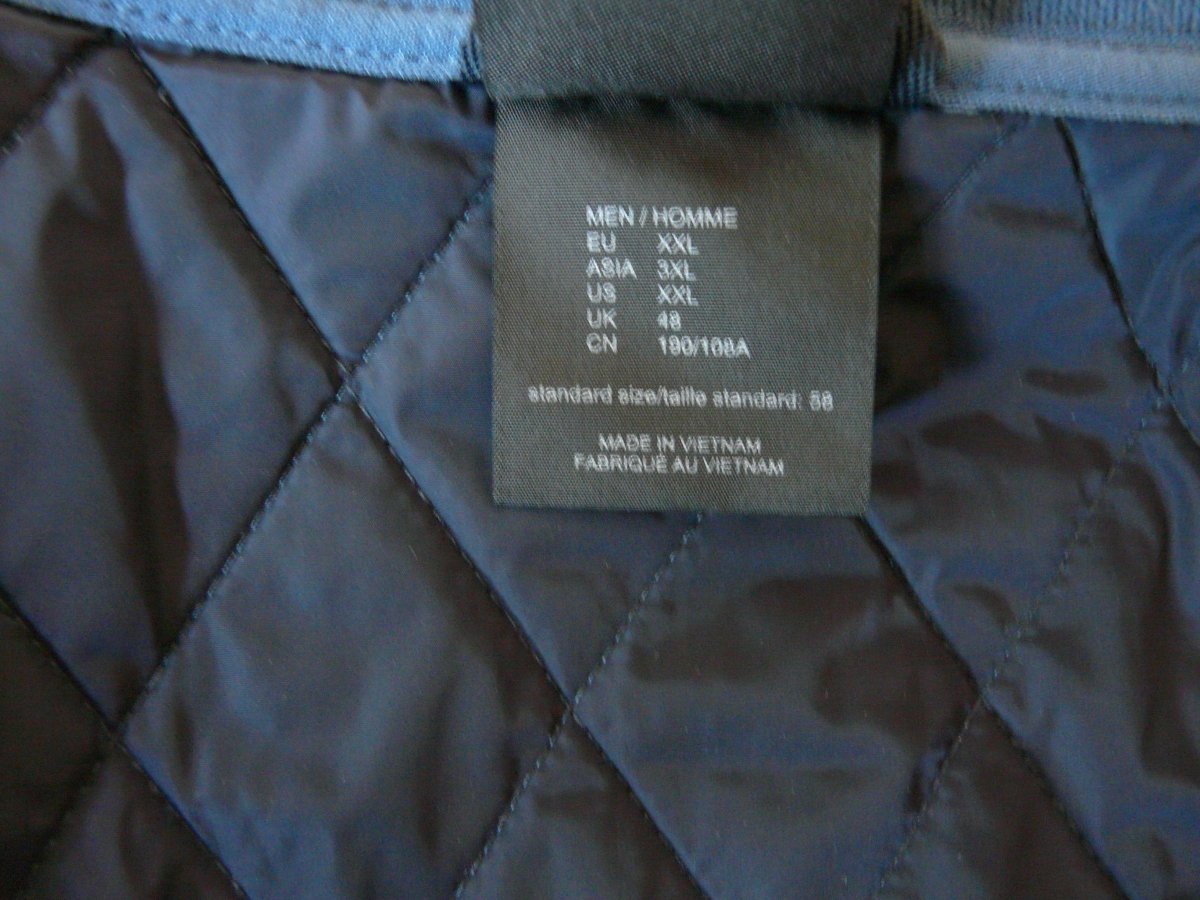 MEN / HOMME
EU XXL
ASIA 3XL
US XXL
UK 48
CN 190/108A
standard size/taille standard: 58
MADE IN VIETNAM
FABRIQUÉ AU VIETNAM